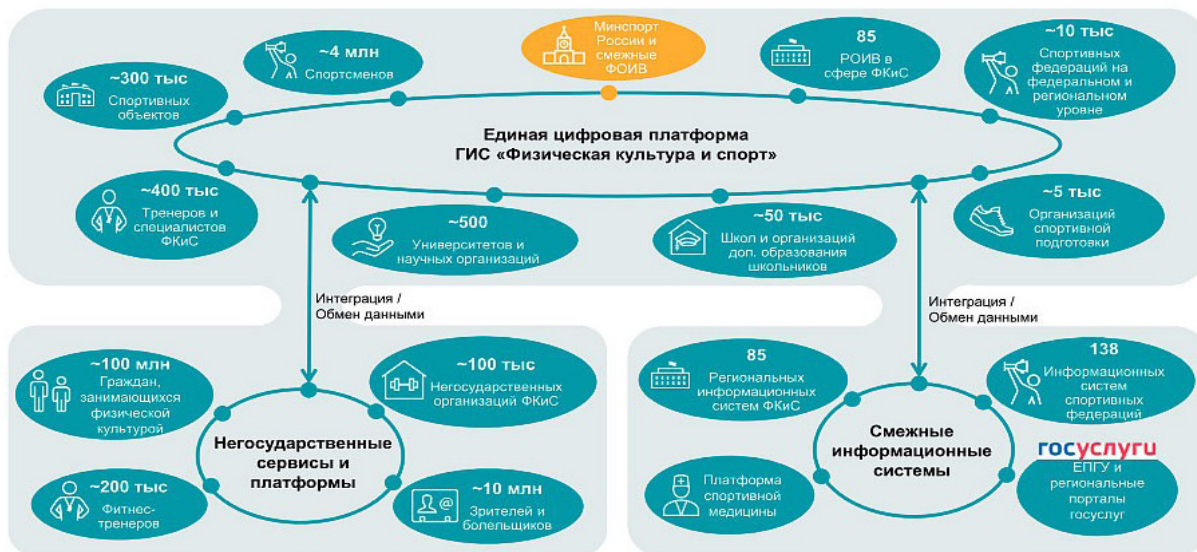 ~300 тыс
Спортивных
объектов
~4 млн
Спортсменов
Минспорт
России и
смежные
ФОИВ
85
РОИВ в
сфере ФКиС
~10 тыс
Спортивных
федераций на
федеральном и
региональном
уровне
Единая цифровая платформа
ГИС «Физическая культура и спорт»
~400 тыс
Тренеров и
специалистов
ФКиС
~500
Университетов и
научных организаций
~50 тыс
Школ и организаций
доп. образования
школьников
~5 тыс
Организаций
спортивной
подготовки
Интеграция /
Обмен данными
Интеграция /
Обмен данными
~100 млн
Граждан,
занимающихся
физической
культурой
~100 тыс
Негосударственных
организаций ФКиС
Негосударственные
сервисы и
платформы
~200 тыс
Фитнес-
тренеров
~10 млн
Зрителей и
болельщиков
85
Региональных
информационных
систем ФКиС
138
Информационных
систем
спортивных
федераций
Смежные
информационные
системы
Платформа
спортивной
медицины
госуслуги
ЕПГУ и
региональные
порталы
госуслуг